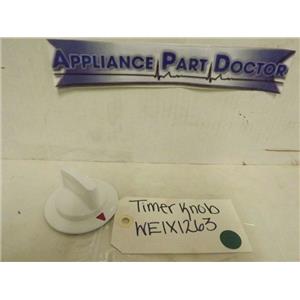 APPLIANCE PART DOCTOR
Timer Knob
WE1X1263